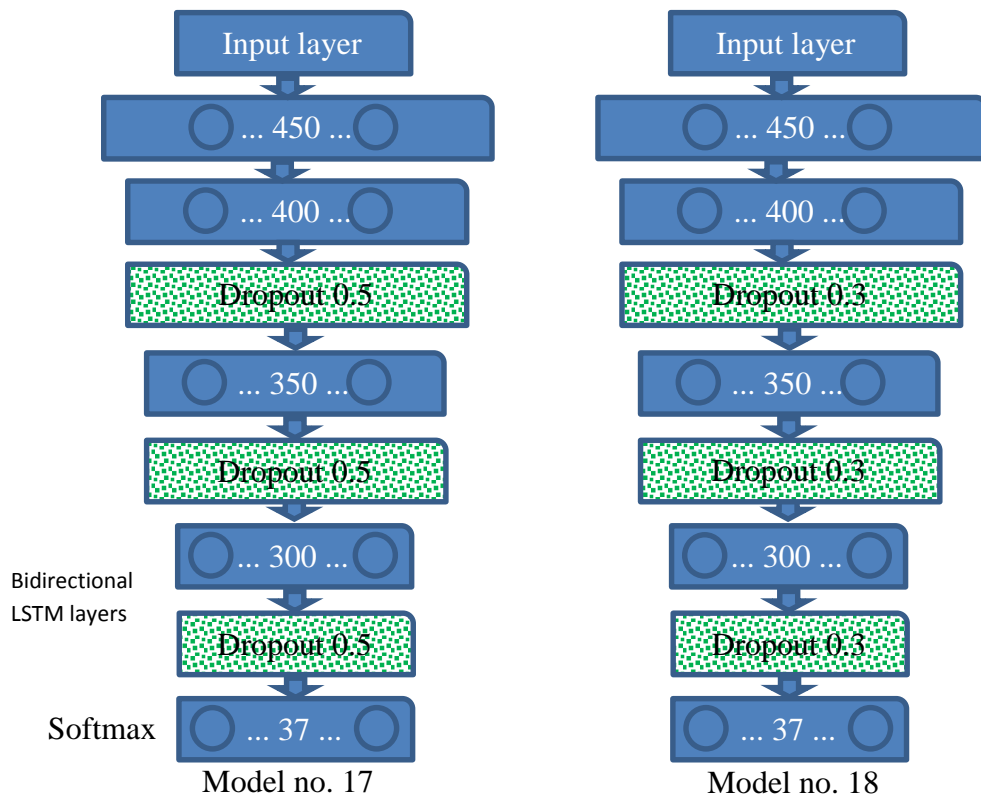 Input layer
... 450 ...
... 400 ...
Dropout 0.5
... 350 ...
Dropout 0.5
... 300 ...
Bidirectional
LSTM layers
Dropout 0.5
Softmax
... 37 ...
Model no. 17
Input layer
... 450 ...
... 400 ...
Dropout 0.3
... 350 ...
Dropout 0.3
... 300 ...
Dropout 0.3
... 37 ...
Model no. 18